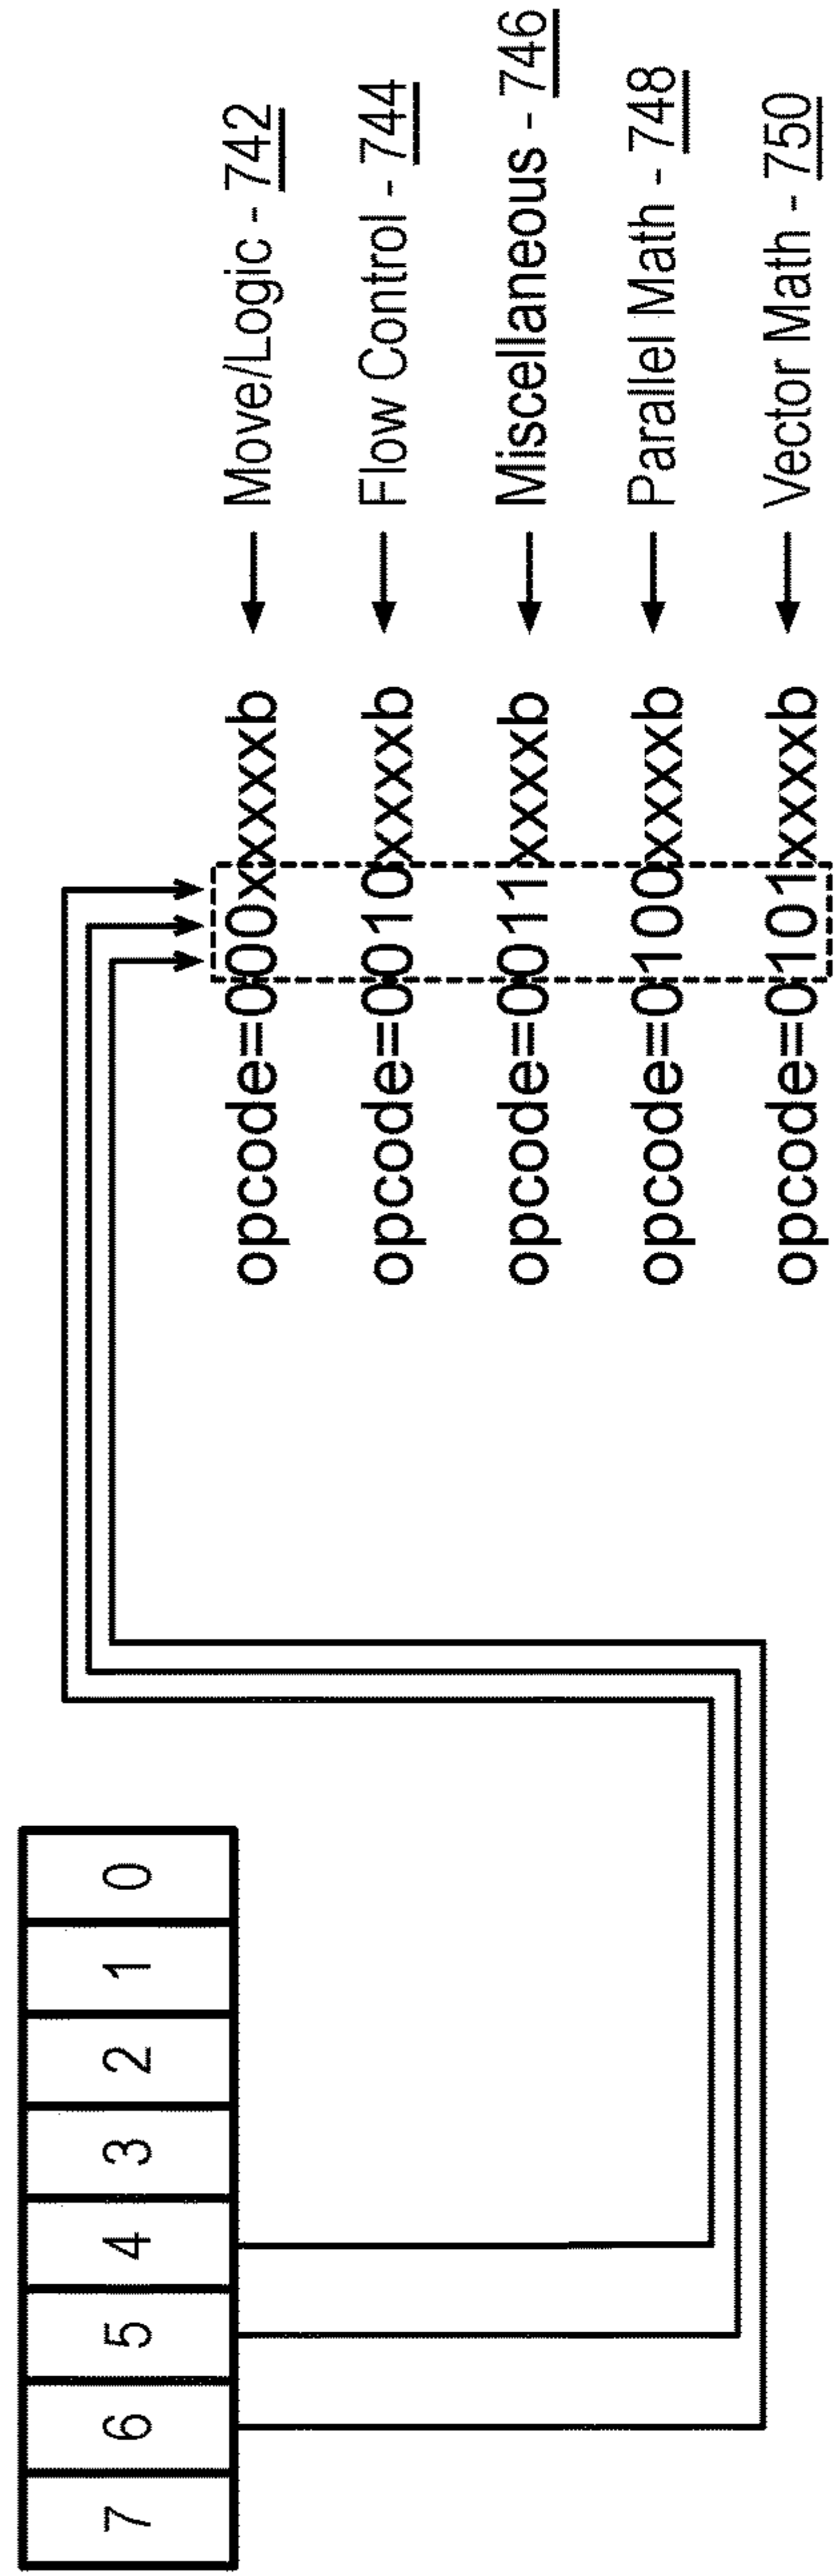 7 6 5 4 3 2 1 0
opcode=000xxxxxb Move/Logic - 742
opcode=0010xxxxb Flow Control - 744
opcode=0011xxxxb Miscellaneous - 746
opcode=0100xxxxb Parallel Math - 748
opcode=0101xxxxb Vector Math - 750